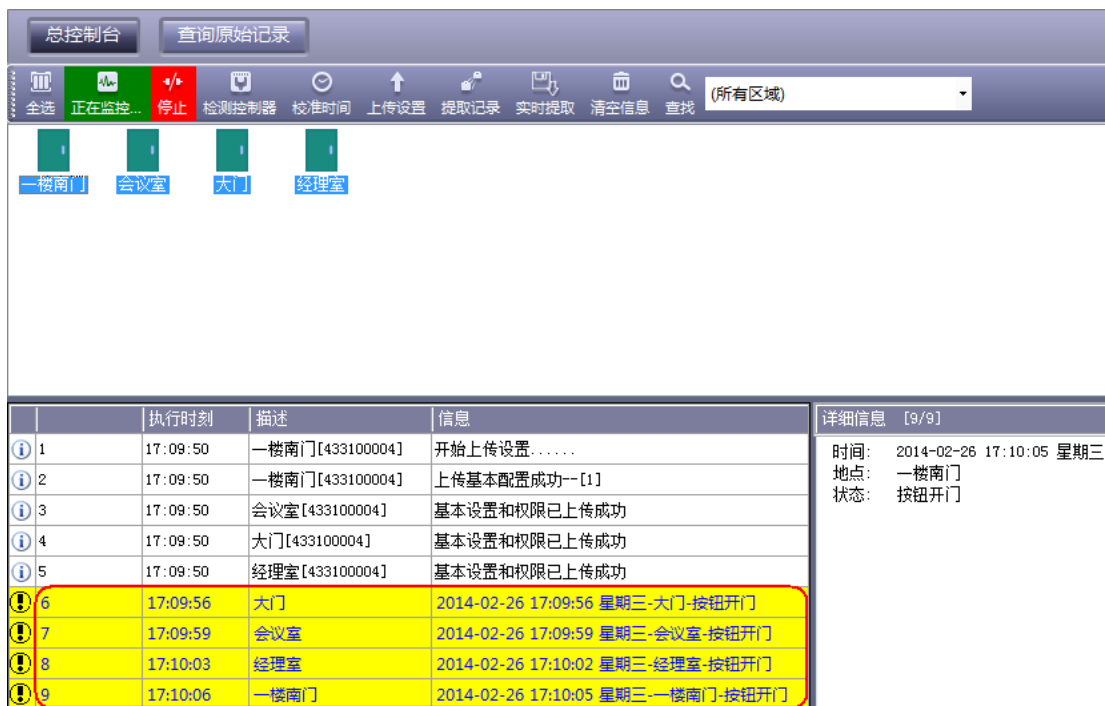 总控制台 查询原始记录
全选 正在监控... 停止 检测控制器 校准时间 上传设置 提取记录 实时提取 清空信息 查找 (所有区域)
一楼南门 会议室 大门 经理室
执行时刻 描述 信息
1 17:09:50 一楼南门[433100004] 开始上传设置......
2 17:09:50 一楼南门[433100004] 上传基本配置成功--[1]
3 17:09:50 会议室[433100004] 基本设置和权限已上传成功
4 17:09:50 大门[433100004] 基本设置和权限已上传成功
5 17:09:50 经理室[433100004] 基本设置和权限已上传成功
6 17:09:56 大门 2014-02-26 17:09:56 星期三-大门-按钮开门
7 17:09:59 会议室 2014-02-26 17:09:59 星期三-会议室-按钮开门
8 17:10:03 经理室 2014-02-26 17:10:02 星期三-经理室-按钮开门
9 17:10:06 一楼南门 2014-02-26 17:10:05 星期三-一楼南门-按钮开门
详细信息 [9/9]
时间: 2014-02-26 17:10:05 星期三
地点: 一楼南门
状态: 按钮开门